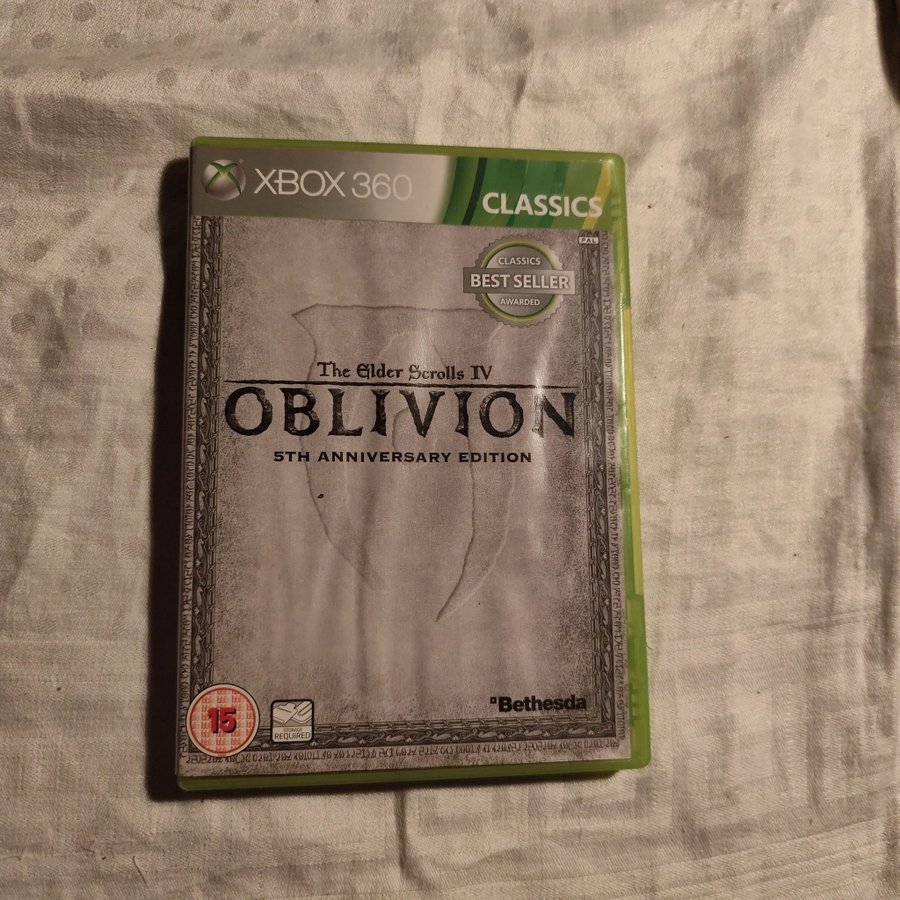 XBOX 360
CLASSICS
PAL
CLASSICS
BEST SELLER
AWARDED
The Elder Scrolls IV
OBLIVION
5TH ANNIVERSARY EDITION
Bethesda
15
STORAGE
REQUIRED